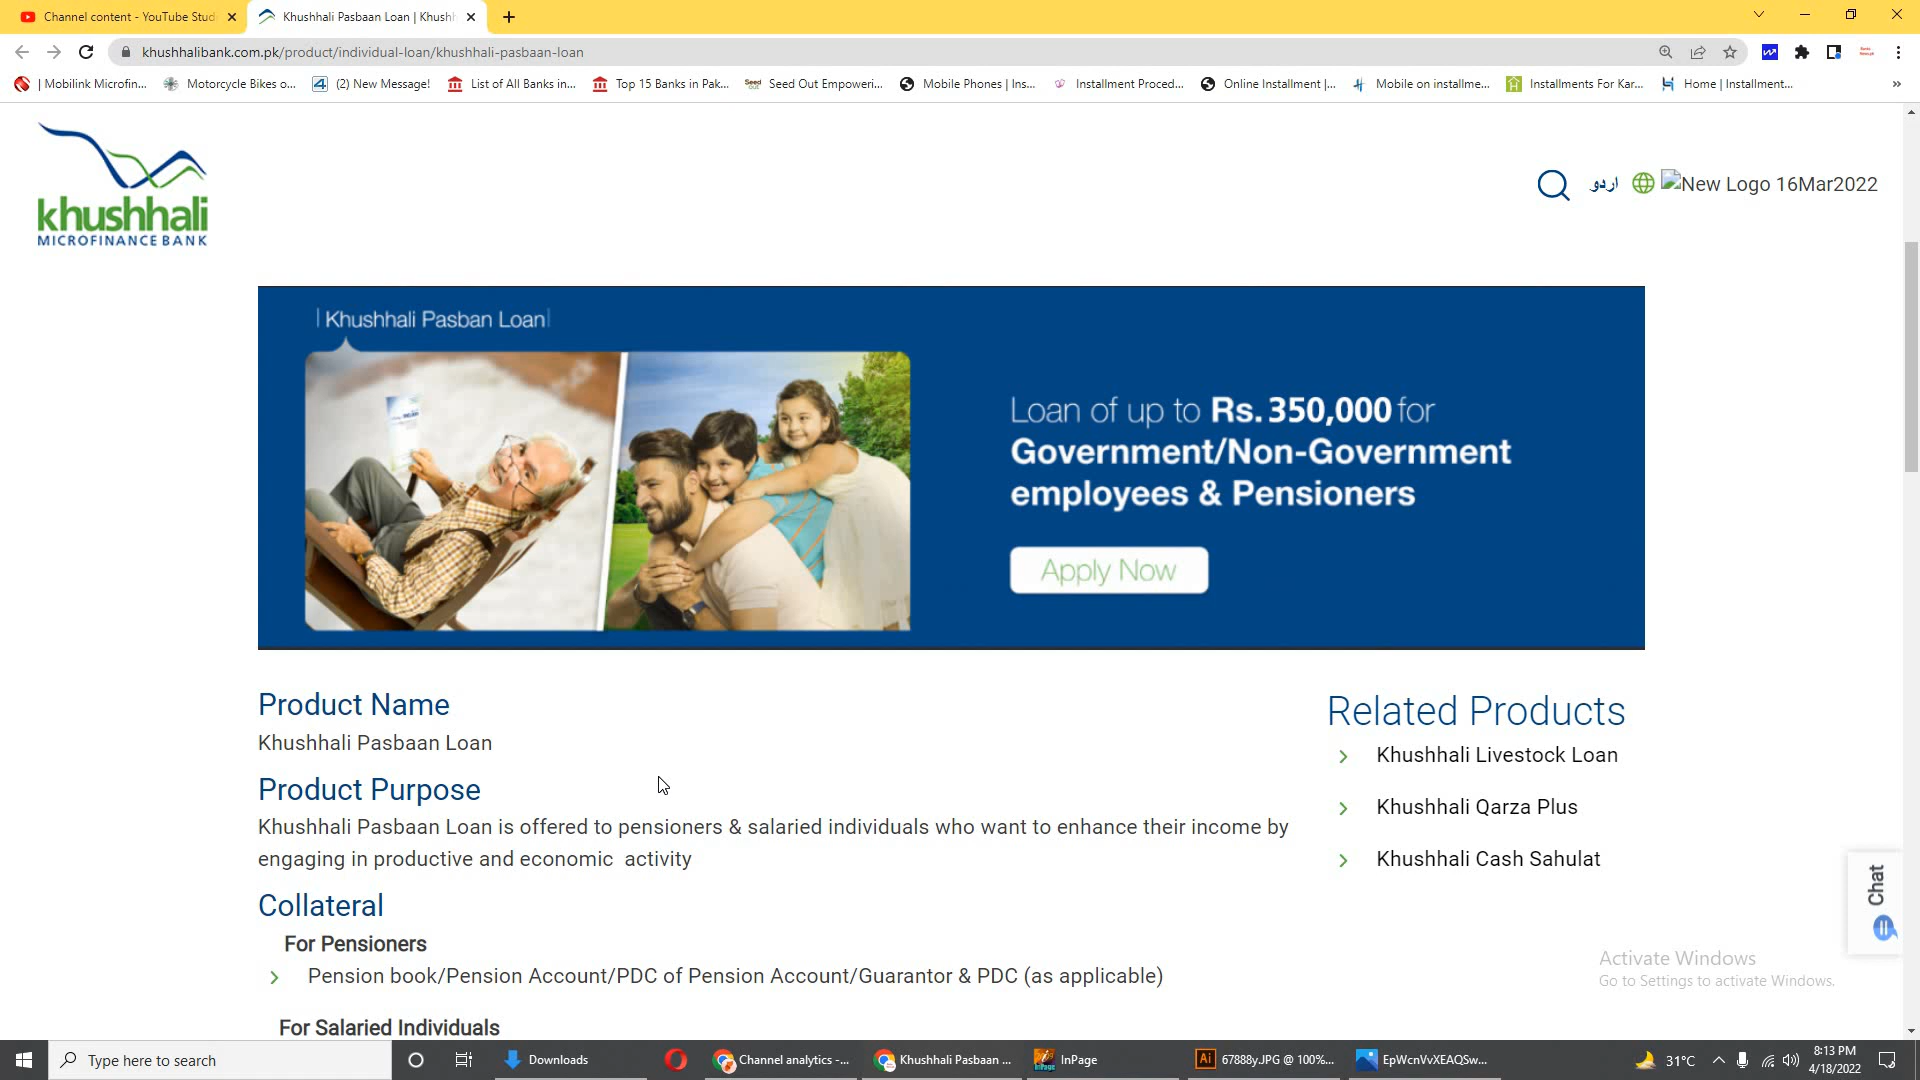 Channel content - YouTube Stud
Khushhali Pasbaan Loan | Khushh
khushhalibank.com.pk/product/individual-loan/khushhali-pasbaan-loan
| Mobilink Microfin...
Motorcycle Bikes o...
(2) New Message!
List of All Banks in...
Top 15 Banks in Pak...
Seed Out Empoweri...
Mobile Phones | Ins...
Installment Proced...
Online Installment |...
Mobile on installme...
Installments For Kar...
Home | Installment...
khushhali
MICROFINANCE BANK
اردو
New Logo 16Mar2022
Khushhali Pasban Loan
Loan of up to Rs. 350,000 for
Government/Non-Government
employees & Pensioners
Apply Now
Product Name
Khushhali Pasbaan Loan
Product Purpose
Khushhali Pasbaan Loan is offered to pensioners & salaried individuals who want to enhance their income by
engaging in productive and economic activity
Collateral
For Pensioners
Pension book/Pension Account/PDC of Pension Account/Guarantor & PDC (as applicable)
For Salaried Individuals
Related Products
Khushhali Livestock Loan
Khushhali Qarza Plus
Khushhali Cash Sahulat
Chat
Activate Windows
Go to Settings to activate Windows.
Type here to search
Downloads
Channel analytics -...
Khushhali Pasbaan ...
InPage
67888y.JPG @ 100%...
EpWcnVvXEAQSw...
31°C
8:13 PM
4/18/2022